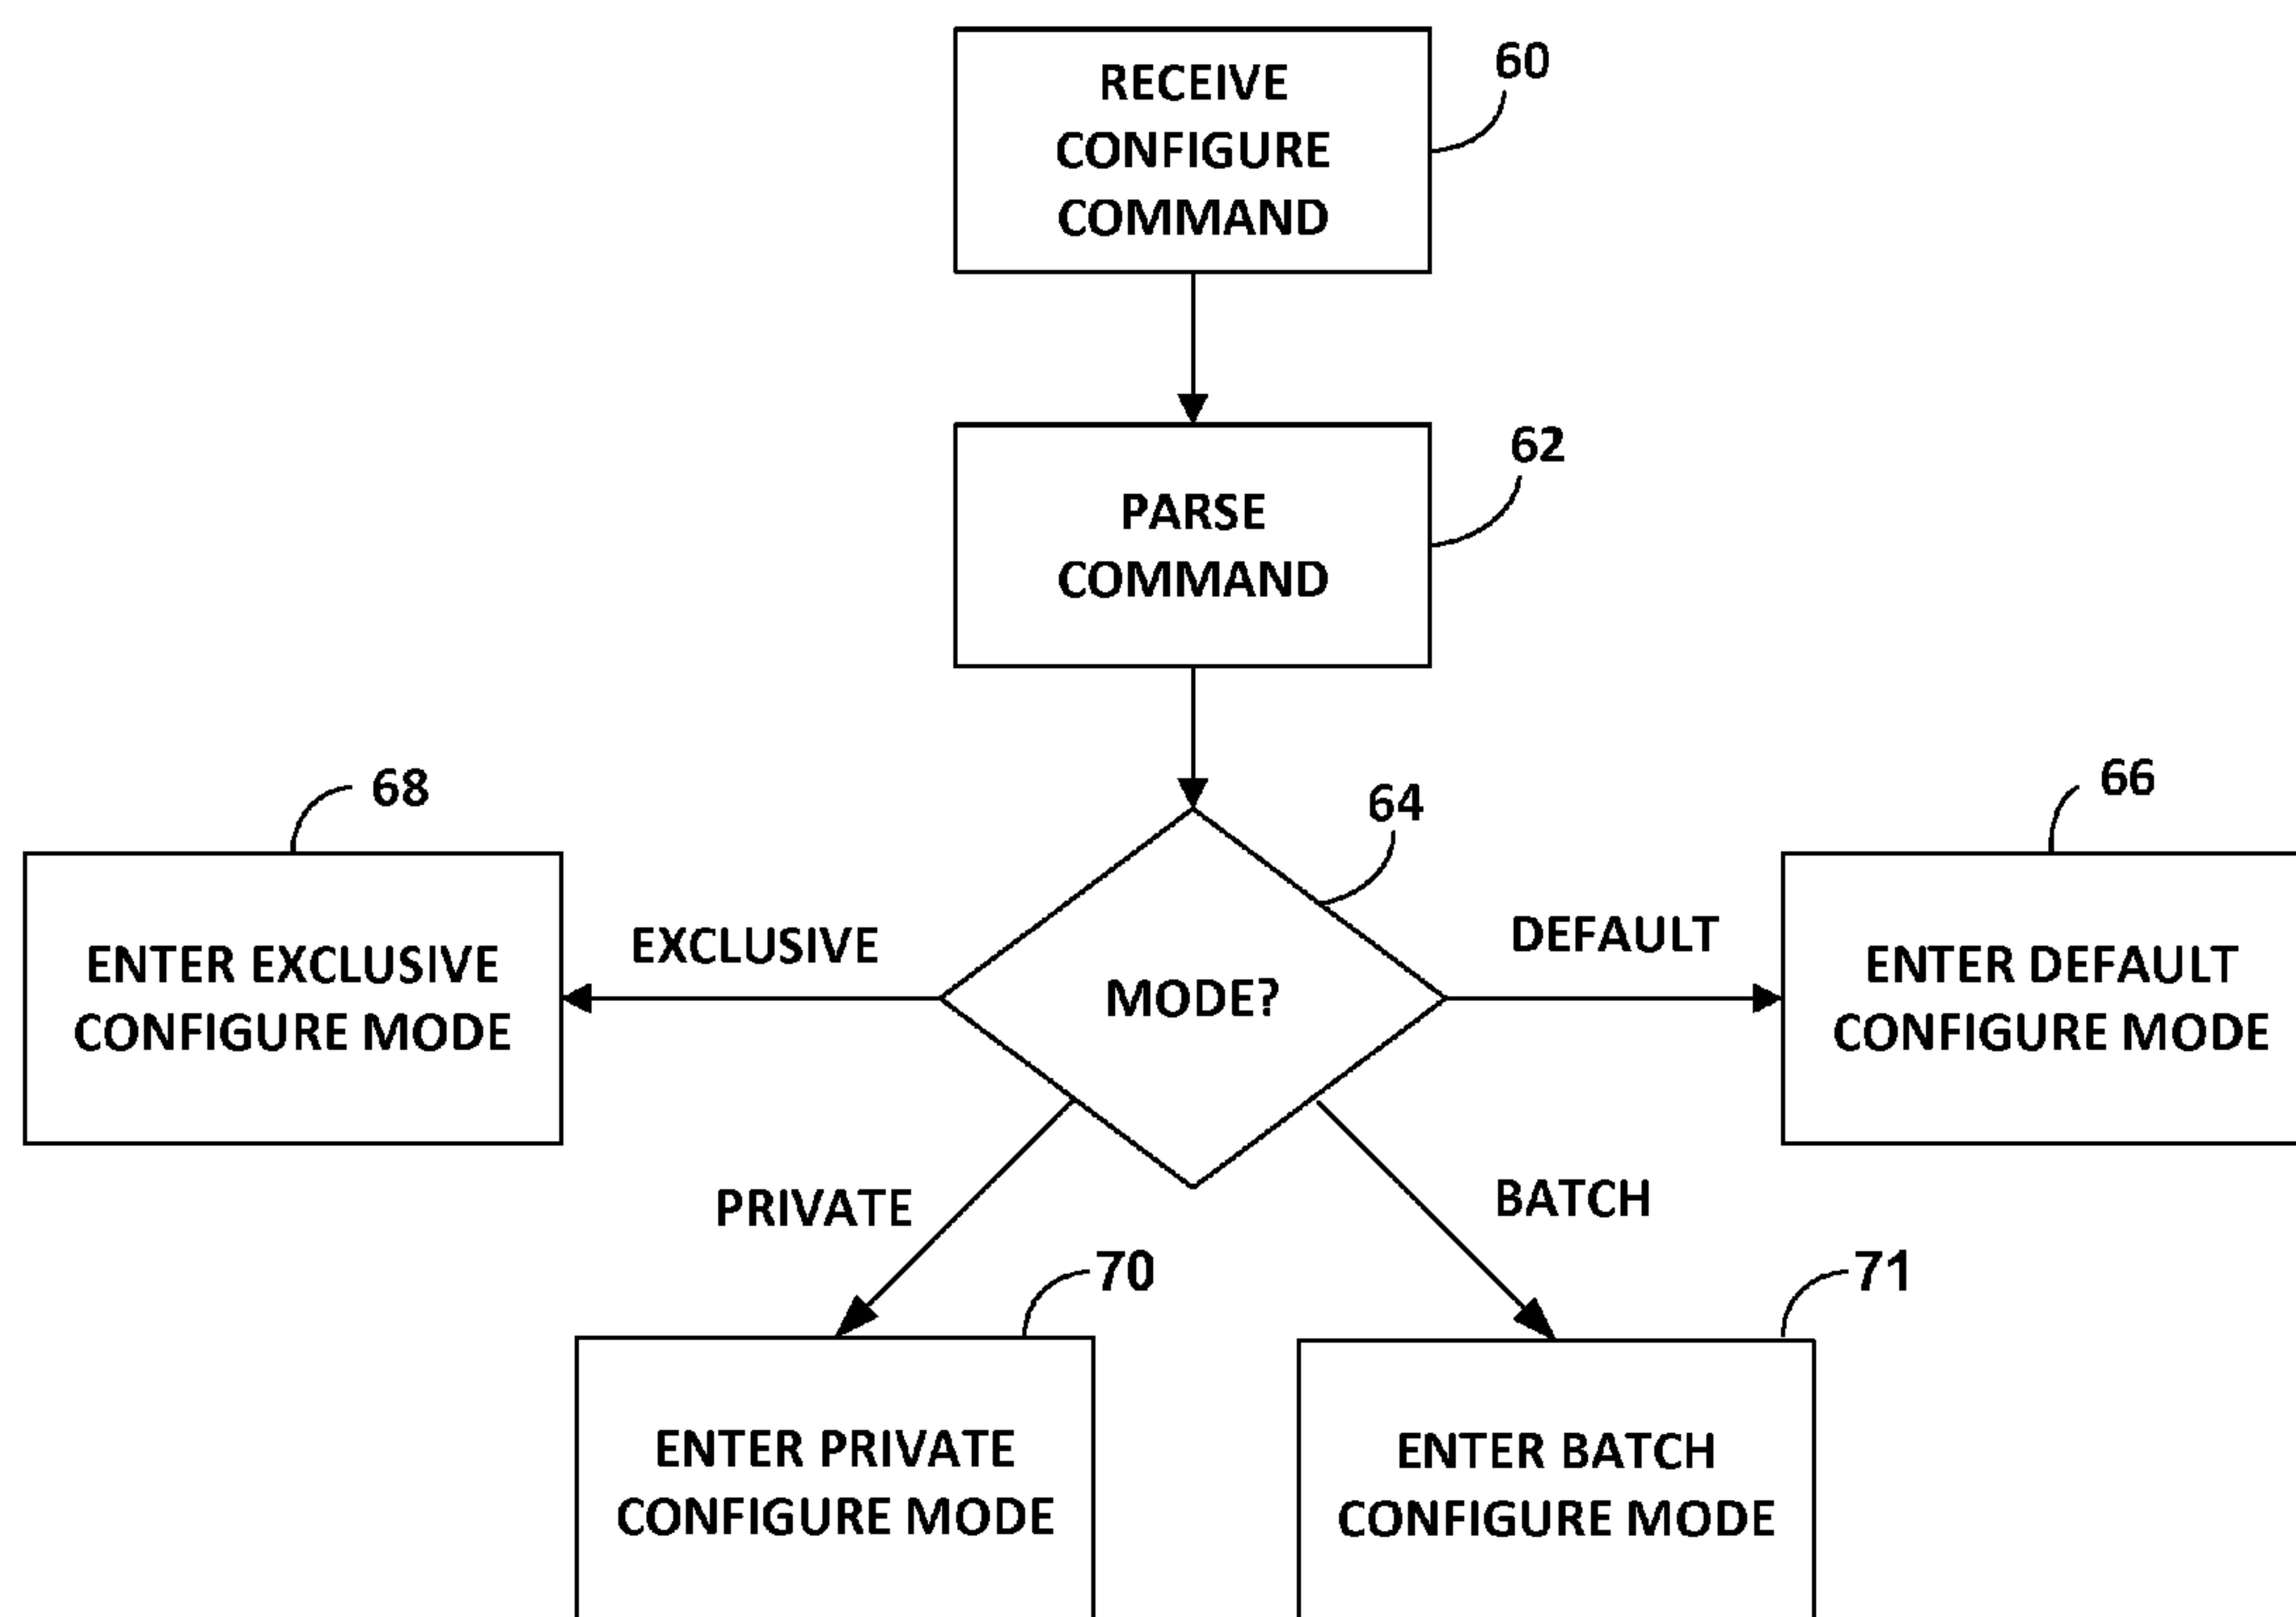 RECEIVE
CONFIGURE
COMMAND
60
PARSE
COMMAND
62
68
64
66
EXCLUSIVE
DEFAULT
ENTER EXCLUSIVE
CONFIGURE MODE
MODE?
ENTER DEFAULT
CONFIGURE MODE
PRIVATE
BATCH
70
71
ENTER PRIVATE
CONFIGURE MODE
ENTER BATCH
CONFIGURE MODE